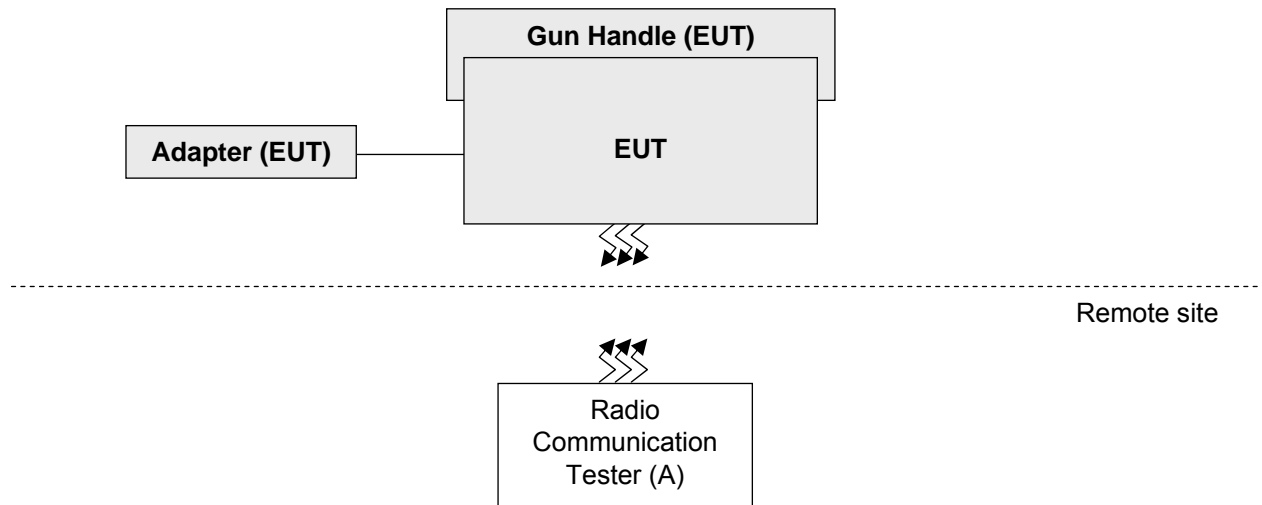 Gun Handle (EUT)
Adapter (EUT)
EUT
Remote site
Radio
Communication
Tester (A)